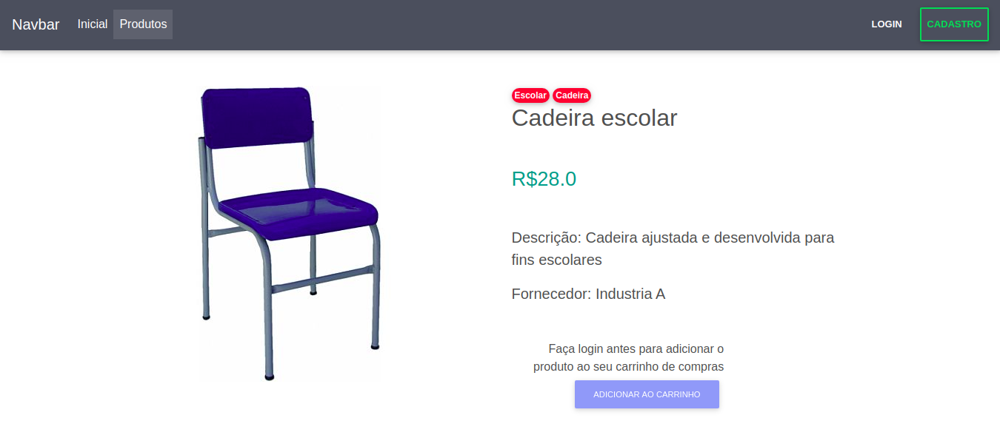 Navbar Inicial Produtos LOGIN CADASTRO
Escolar Cadeira
Cadeira escolar
R$28.0
Descrição: Cadeira ajustada e desenvolvida para
fins escolares
Fornecedor: Industria A
Faça login antes para adicionar o
produto ao seu carrinho de compras
ADICIONAR AO CARRINHO